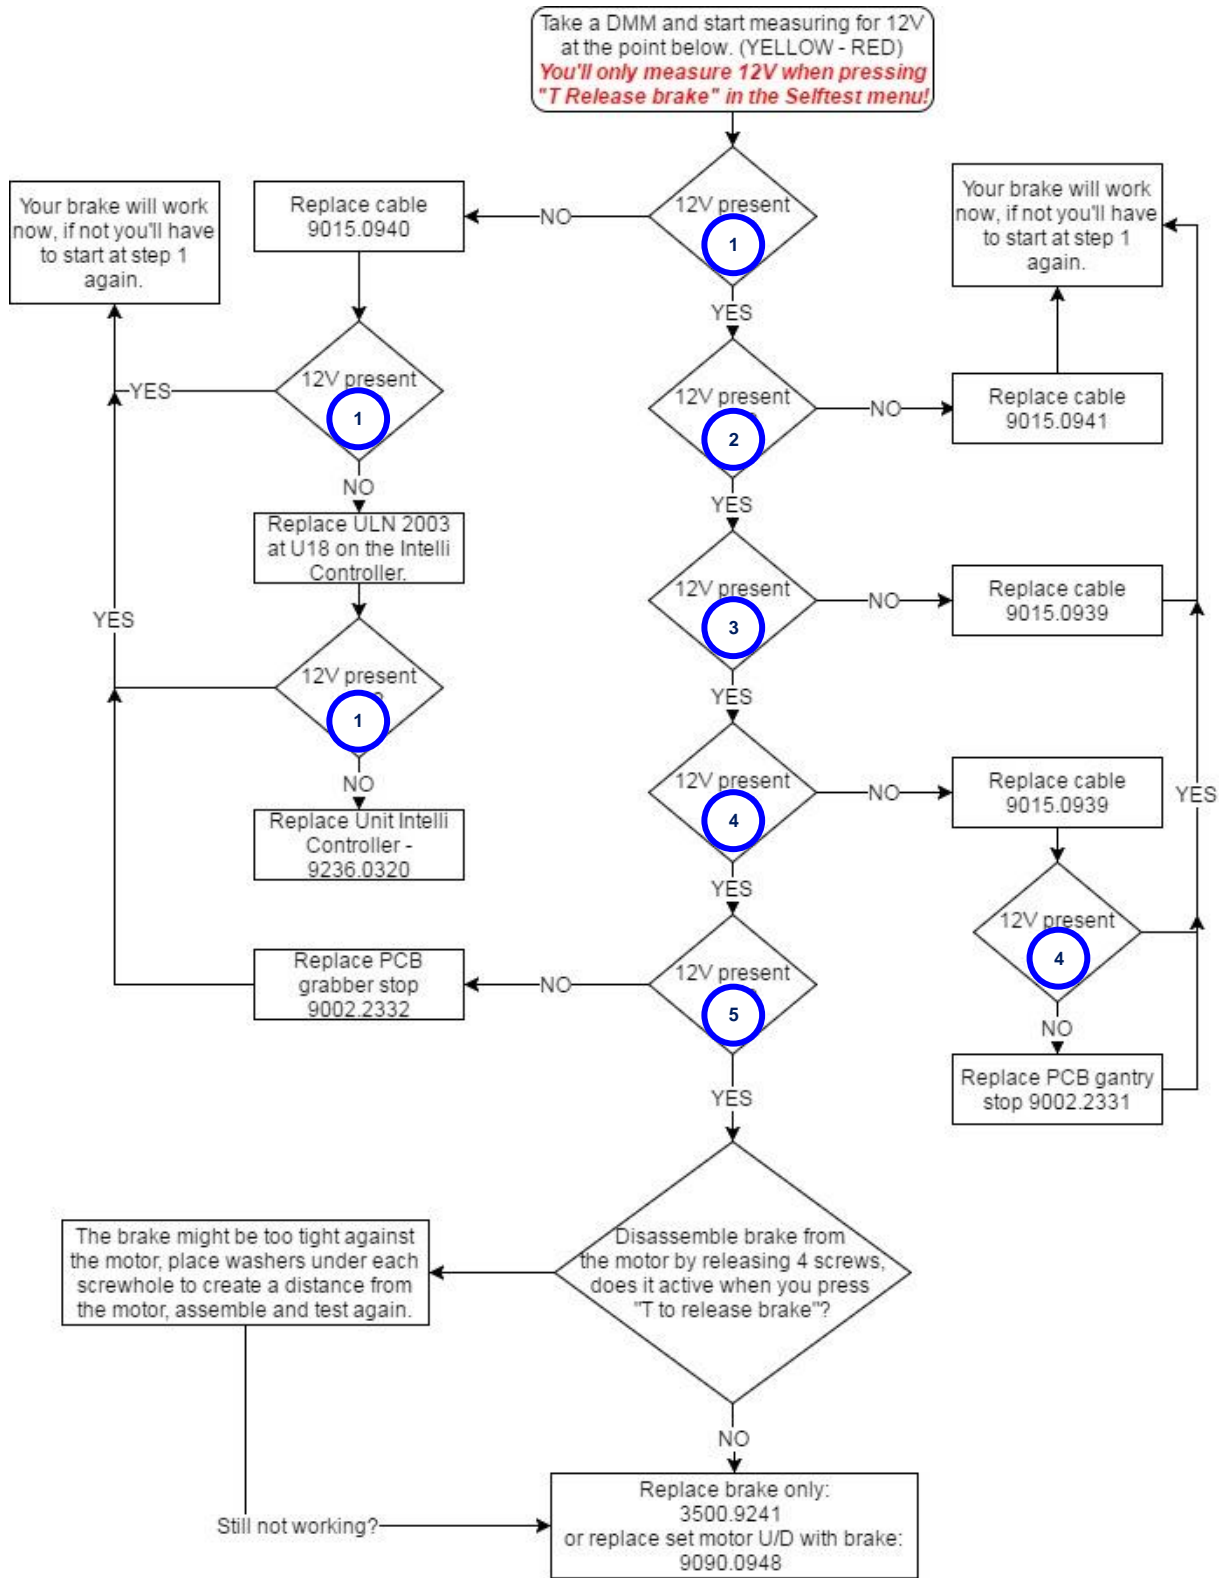 Take a DMM and start measuring for 12V
at the point below. (YELLOW - RED)
You'll only measure 12V when pressing
"T Release brake" in the Selftest menu!
12V present
1
NO
Replace cable
9015.0940
Your brake will work
now, if not you'll have
to start at step 1
again.
Your brake will work
now, if not you'll have
to start at step 1
again.
YES
12V present
1
YES
12V present
2
NO
Replace cable
9015.0941
NO
Replace ULN 2003
at U18 on the Intelli
Controller.
YES
YES
12V present
3
NO
Replace cable
9015.0939
12V present
?
1
YES
NO
Replace Unit Intelli
Controller -
9236.0320
12V present
4
NO
Replace cable
9015.0939
YES
YES
12V present
4
NO
Replace PCB gantry
stop 9002.2331
12V present
5
NO
Replace PCB
grabber stop
9002.2332
YES
Disassemble brake from
the motor by releasing 4 screws,
does it active when you press
"T to release brake"?
The brake might be too tight against
the motor, place washers under each
screwhole to create a distance from
the motor, assemble and test again.
NO
Still not working?
Replace brake only:
3500.9241
or replace set motor U/D with brake:
9090.0948